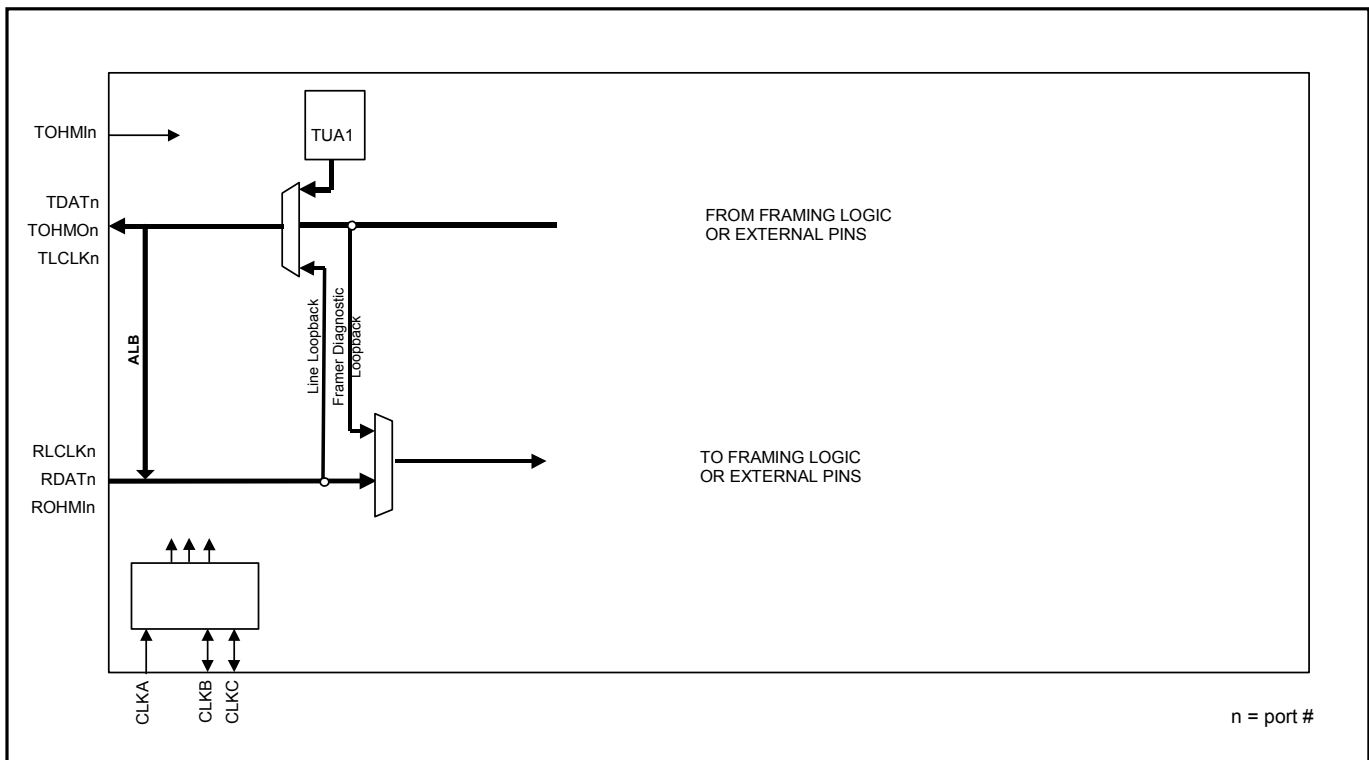 TOHMIn
TUA1
TDATn
TOHMOn
TLCLKn
FROM FRAMING LOGIC
OR EXTERNAL PINS
ALB
Line Loopback
Framer Diagnostic
Loopback
RLCLKn
RDATn
ROHMIn
TO FRAMING LOGIC
OR EXTERNAL PINS
CLKA
CLKB
CLKC
n = port #